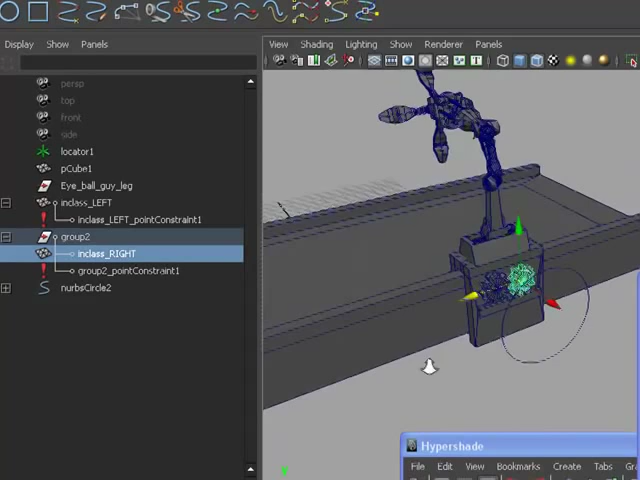 Display Show Panels
View Shading Lighting Show Renderer Panels
persp
top
front
side
locator1
pCube1
Eye_ball_guy_leg
inclass_LEFT
inclass_LEFT_pointConstraint1
group2
inclass_RIGHT
group2_pointConstraint1
nurbsCircle2
Hypershade
File Edit View Bookmarks Create Tabs